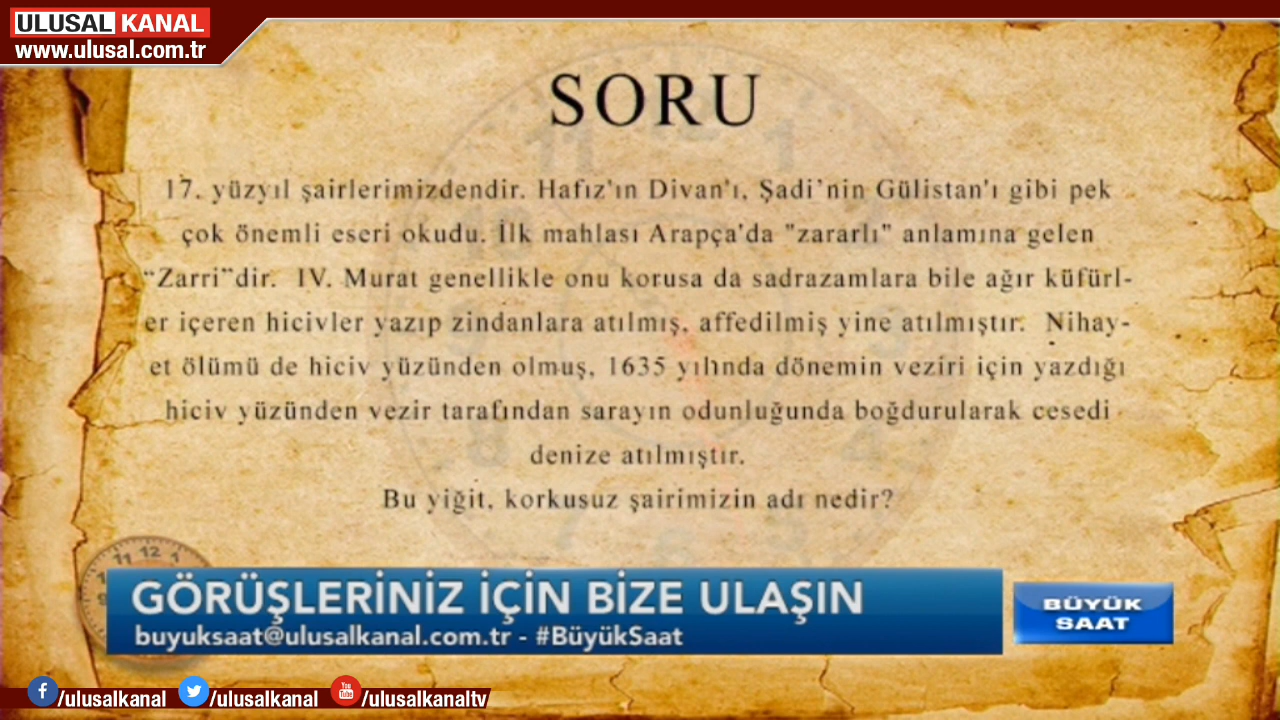 ULUSAL KANAL
www.ulusal.com.tr
SORU
17. yüzyıl şairlerimizdendir. Hafız'ın Divan'ı, Şadi’nin Gülistan'ı gibi pek
çok önemli eseri okudu. İlk mahlası Arapça'da "zararlı" anlamına gelen
“Zarri”dir. IV. Murat genellikle onu korusa da sadrazamlara bile ağır küfürl-
er içeren hicivler yazıp zindanlara atılmış, affedilmiş yine atılmıştır. Nihay-
et ölümü de hiciv yüzünden olmuş, 1635 yılında dönemin veziri için yazdığı
hiciv yüzünden vezir tarafından sarayın odunluğunda boğdurularak cesedi
denize atılmıştır.
Bu yiğit, korkusuz şairimizin adı nedir?
GÖRÜŞLERİNİZ İÇİN BİZE ULAŞIN
buyuksaat@ulusalkanal.com.tr - #BüyükSaat
BÜYÜK
SAAT
/ulusalkanal /ulusalkanal /ulusalkanaltv